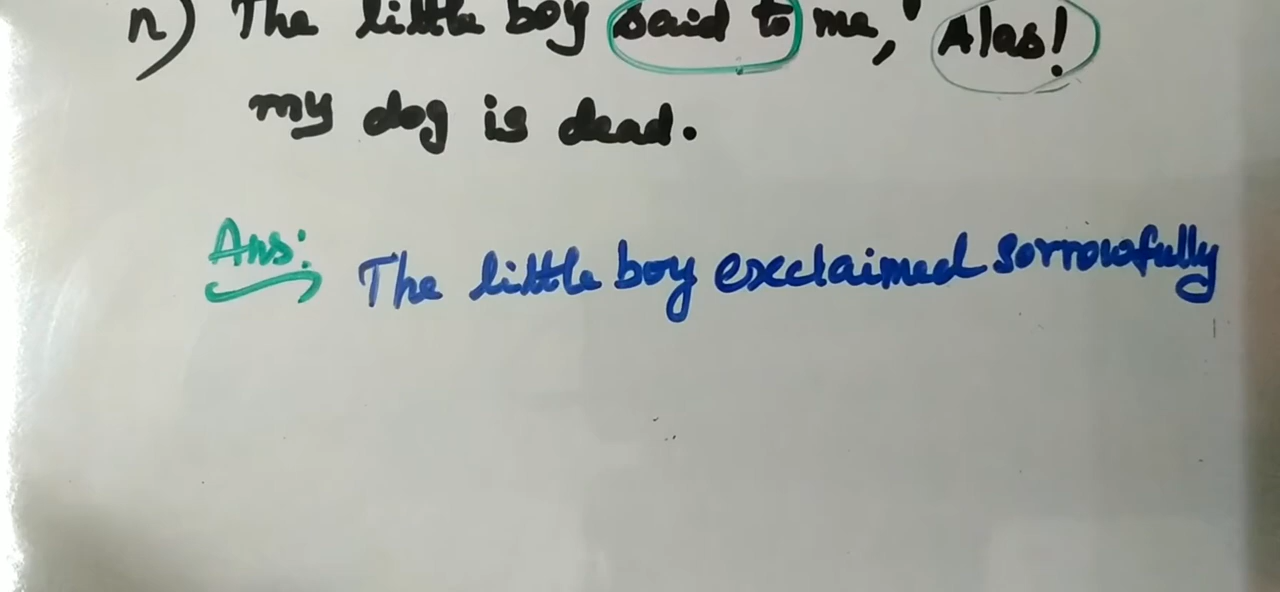 n) The little boy said to me, ' Alas!
my dog is dead.
Ans: The little boy exclaimed sorrowfully